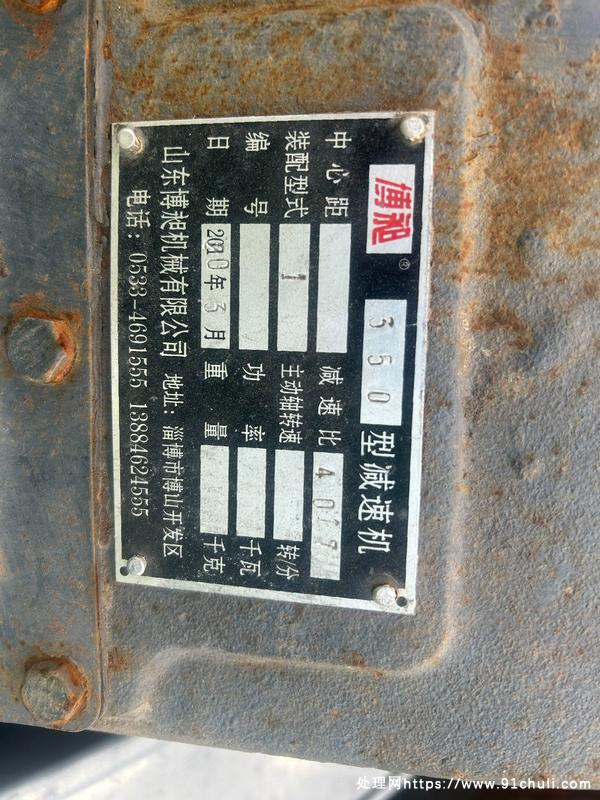 博昶® 350 型减速机
中心距 减速比 40.17
装配型式 1 主动轴转速 转/分
编号 功率 千瓦
日期 2010年3月 重量 千克
山东博昶机械有限公司 地址:淄博市博山开发区
电话:0533-4691555 13884624555
处理网https://www.91chuli.com